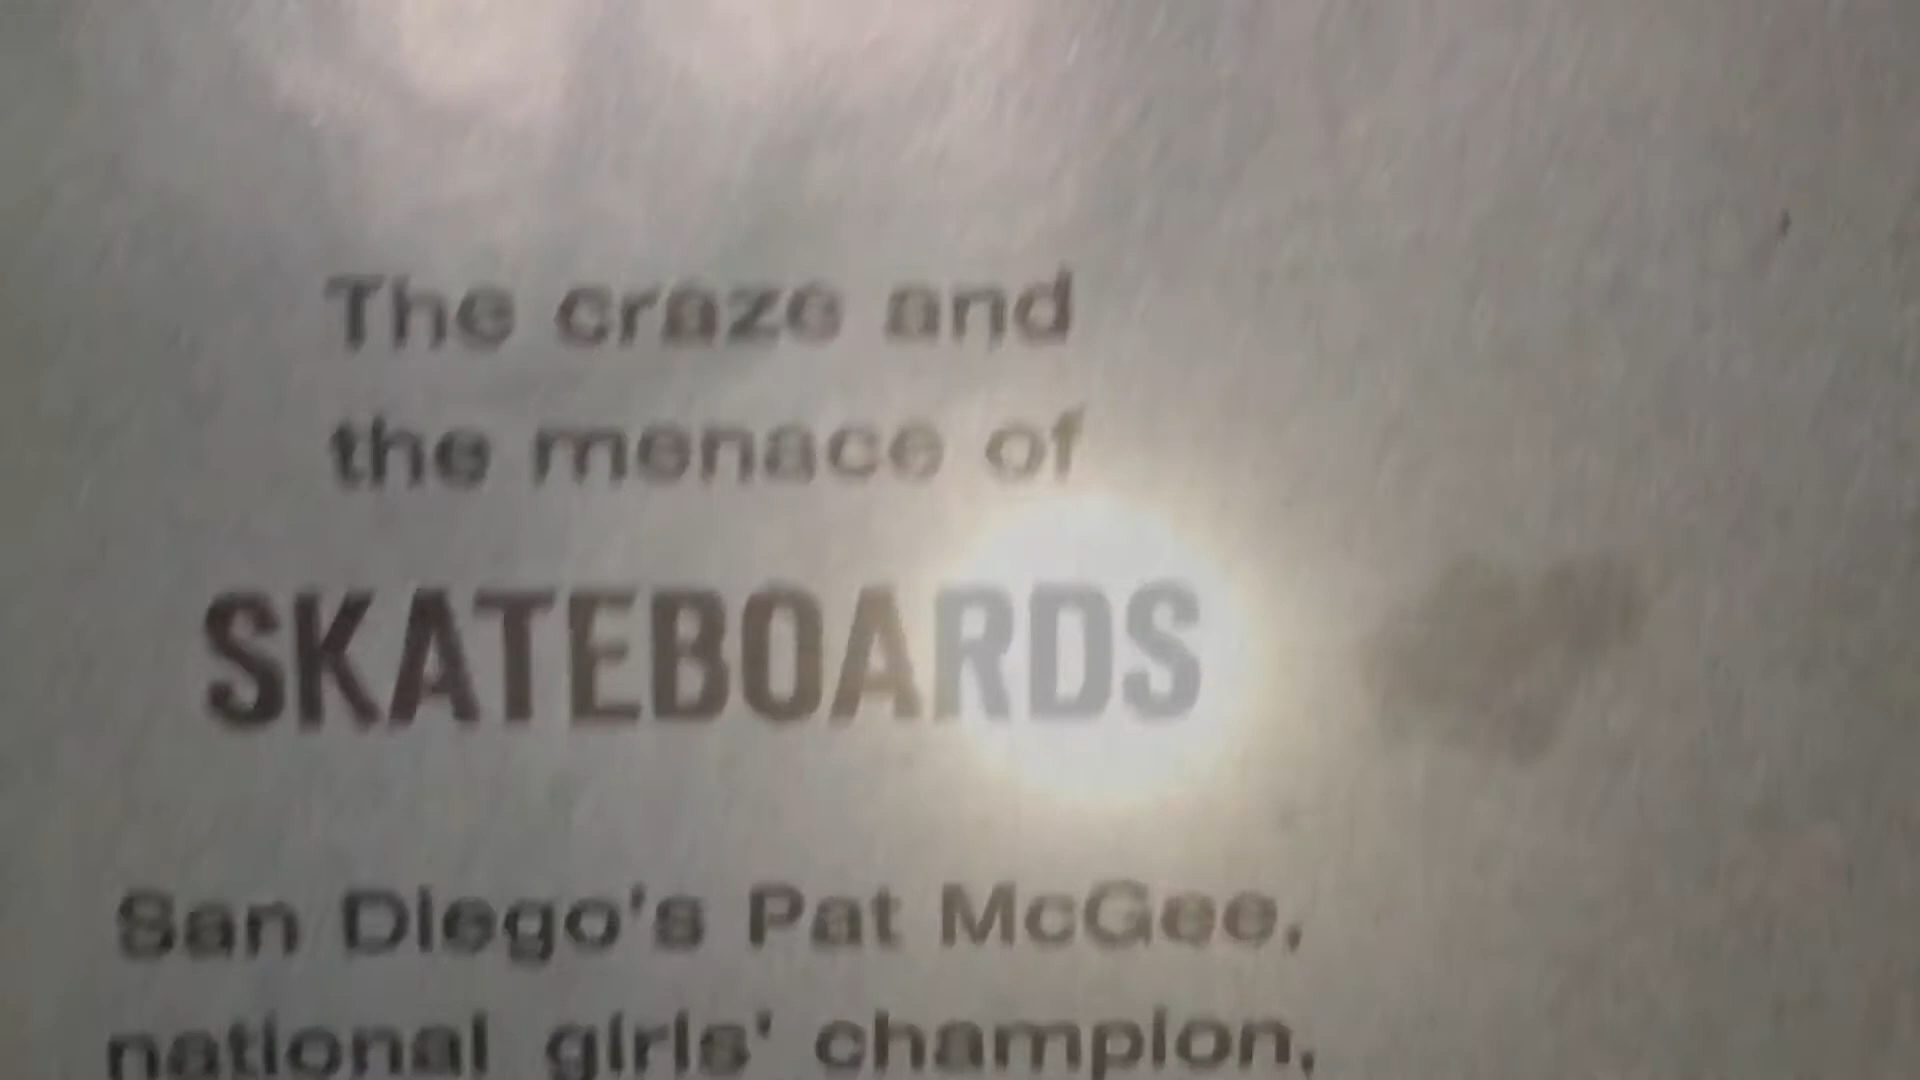 The craze and
the menace of
SKATEBOARDS
San Diego's Pat McGee,
national girls' champion,